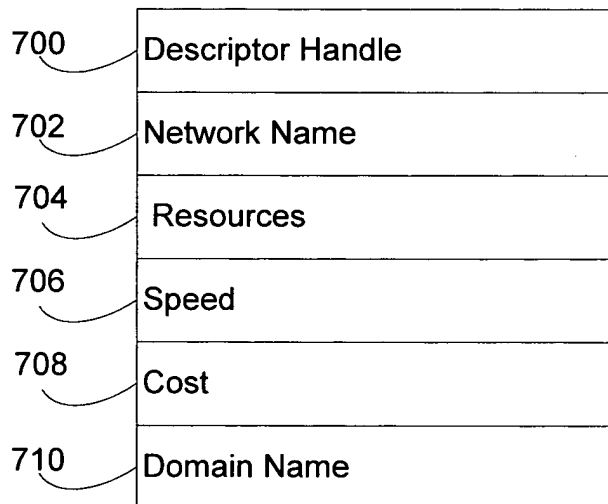 700 Descriptor Handle
702 Network Name
704 Resources
706 Speed
708 Cost
710 Domain Name